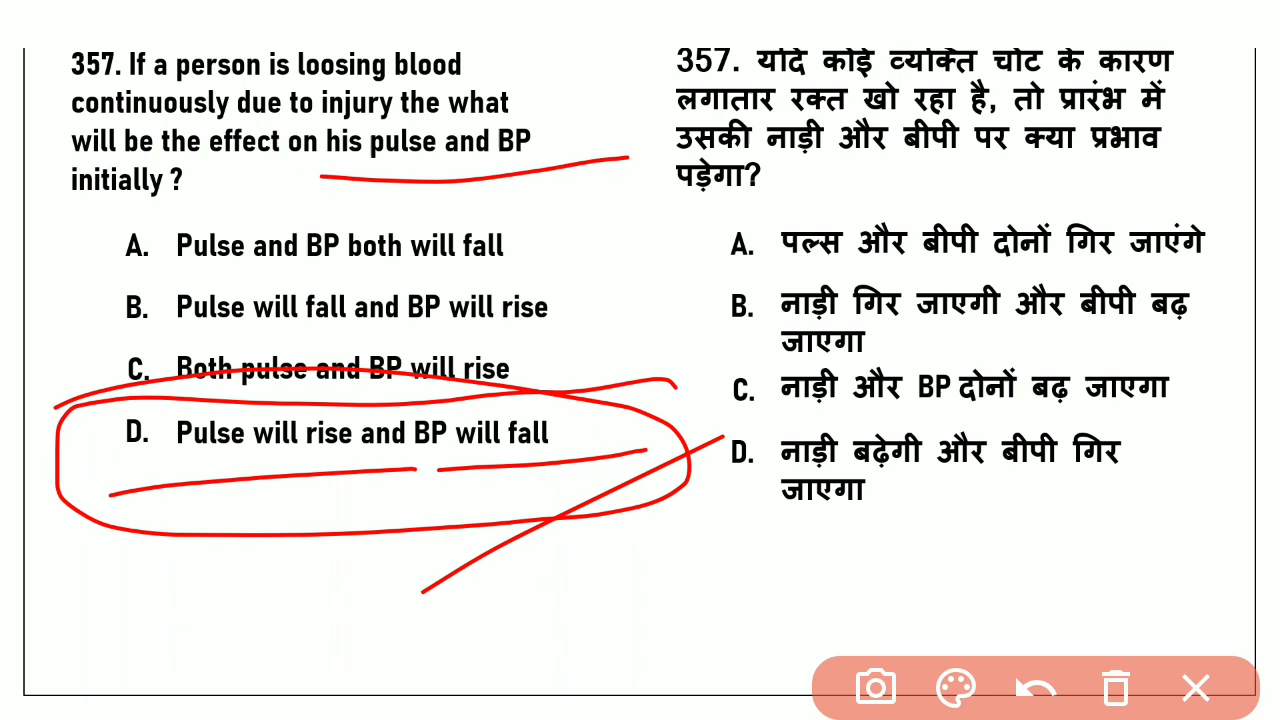 357. If a person is loosing blood
continuously due to injury the what
will be the effect on his pulse and BP
initially ?
A. Pulse and BP both will fall
B. Pulse will fall and BP will rise
C. Both pulse and BP will rise
D. Pulse will rise and BP will fall
357. यदि कोई व्यक्ति चोट के कारण
लगातार रक्त खो रहा है, तो प्रारंभ में
उसकी नाड़ी और बीपी पर क्या प्रभाव
पड़ेगा?
A. पल्स और बीपी दोनों गिर जाएंगे
B. नाड़ी गिर जाएगी और बीपी बढ़
जाएगा
C. नाड़ी और BP दोनों बढ़ जाएगा
D. नाड़ी बढ़ेगी और बीपी गिर
जाएगा